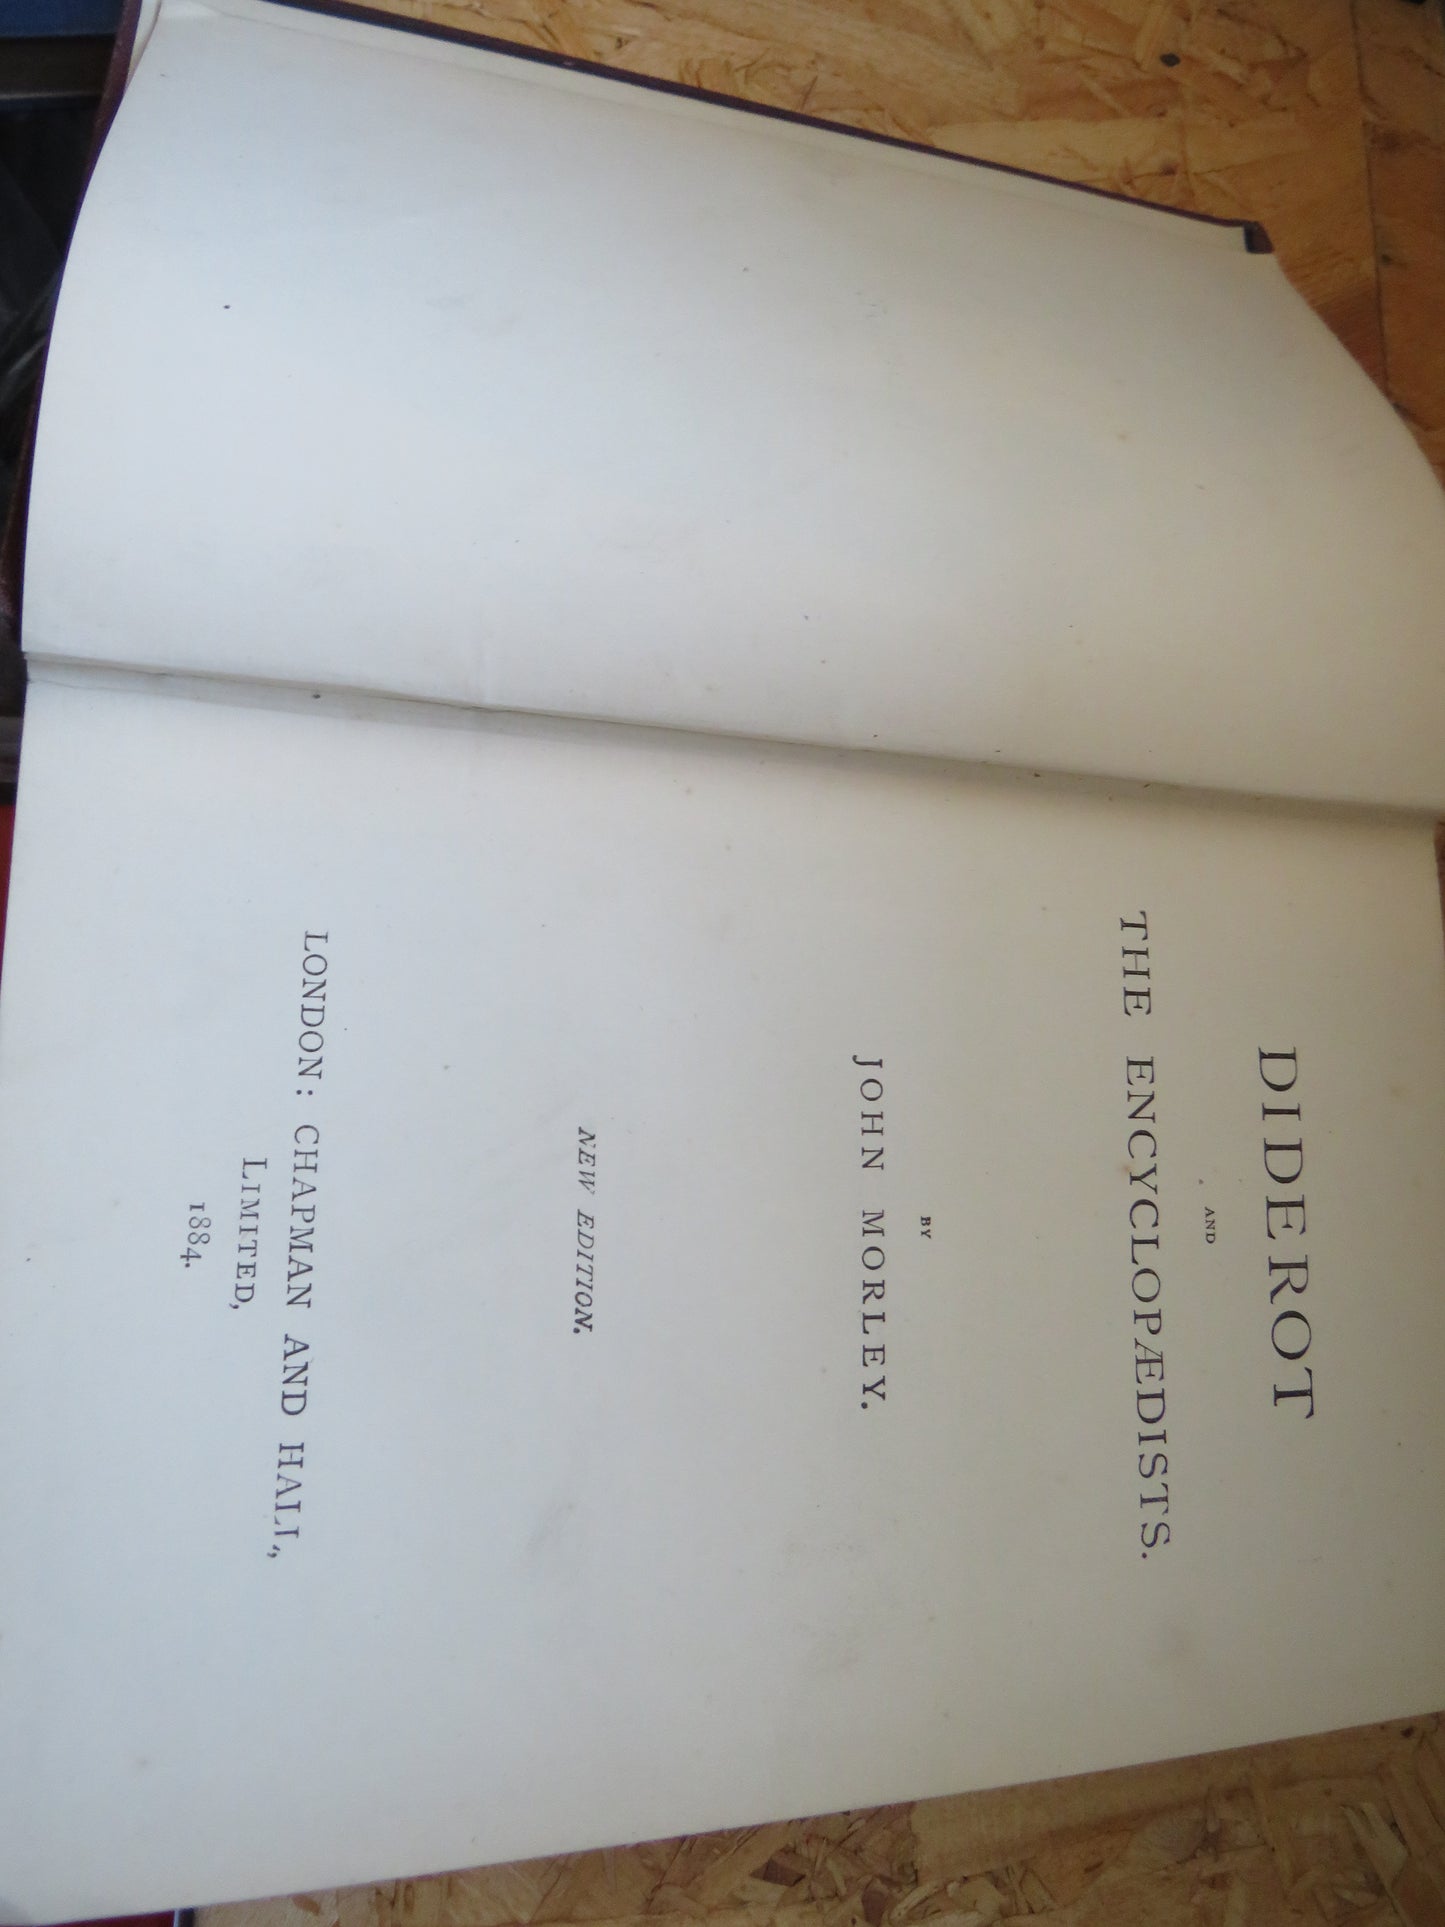 DIDEROT
AND
THE ENCYCLOPÆDISTS.
BY
JOHN MORLEY.
NEW EDITION.
LONDON: CHAPMAN AND HALL,
LIMITED,
1884.